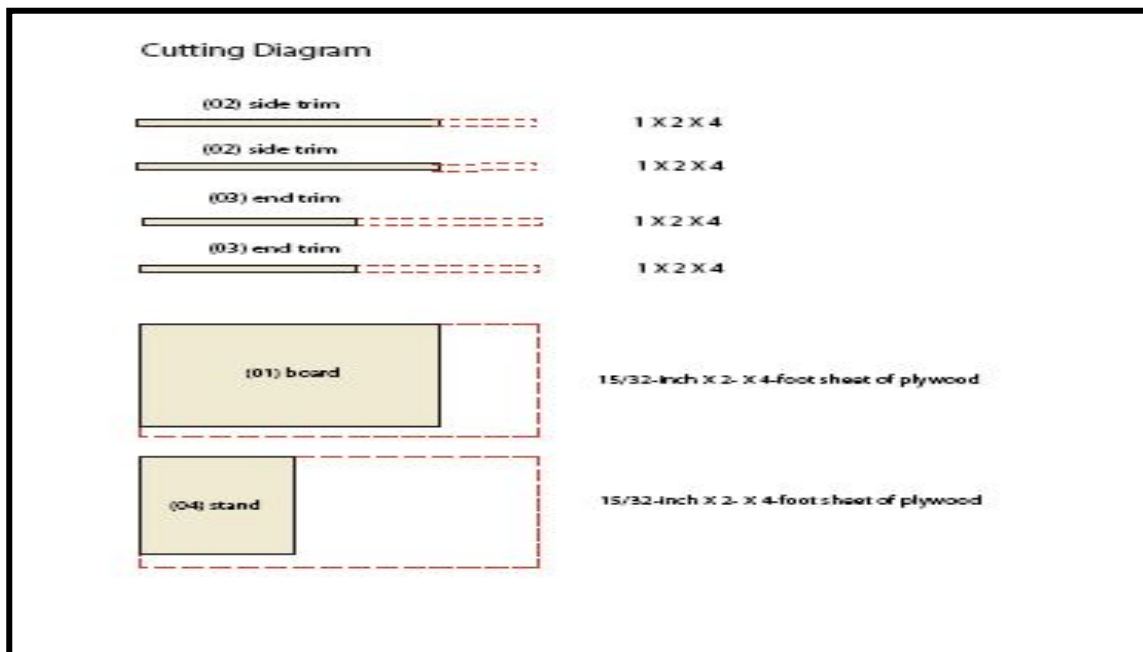 Cutting Diagram
(02) side trim
1 X 2 X 4
(02) side trim
1 X 2 X 4
(03) end trim
1 X 2 X 4
(03) end trim
1 X 2 X 4
(01) board
15/32-inch X 2- X 4-foot sheet of plywood
(04) stand
15/32-inch X 2- X 4-foot sheet of plywood